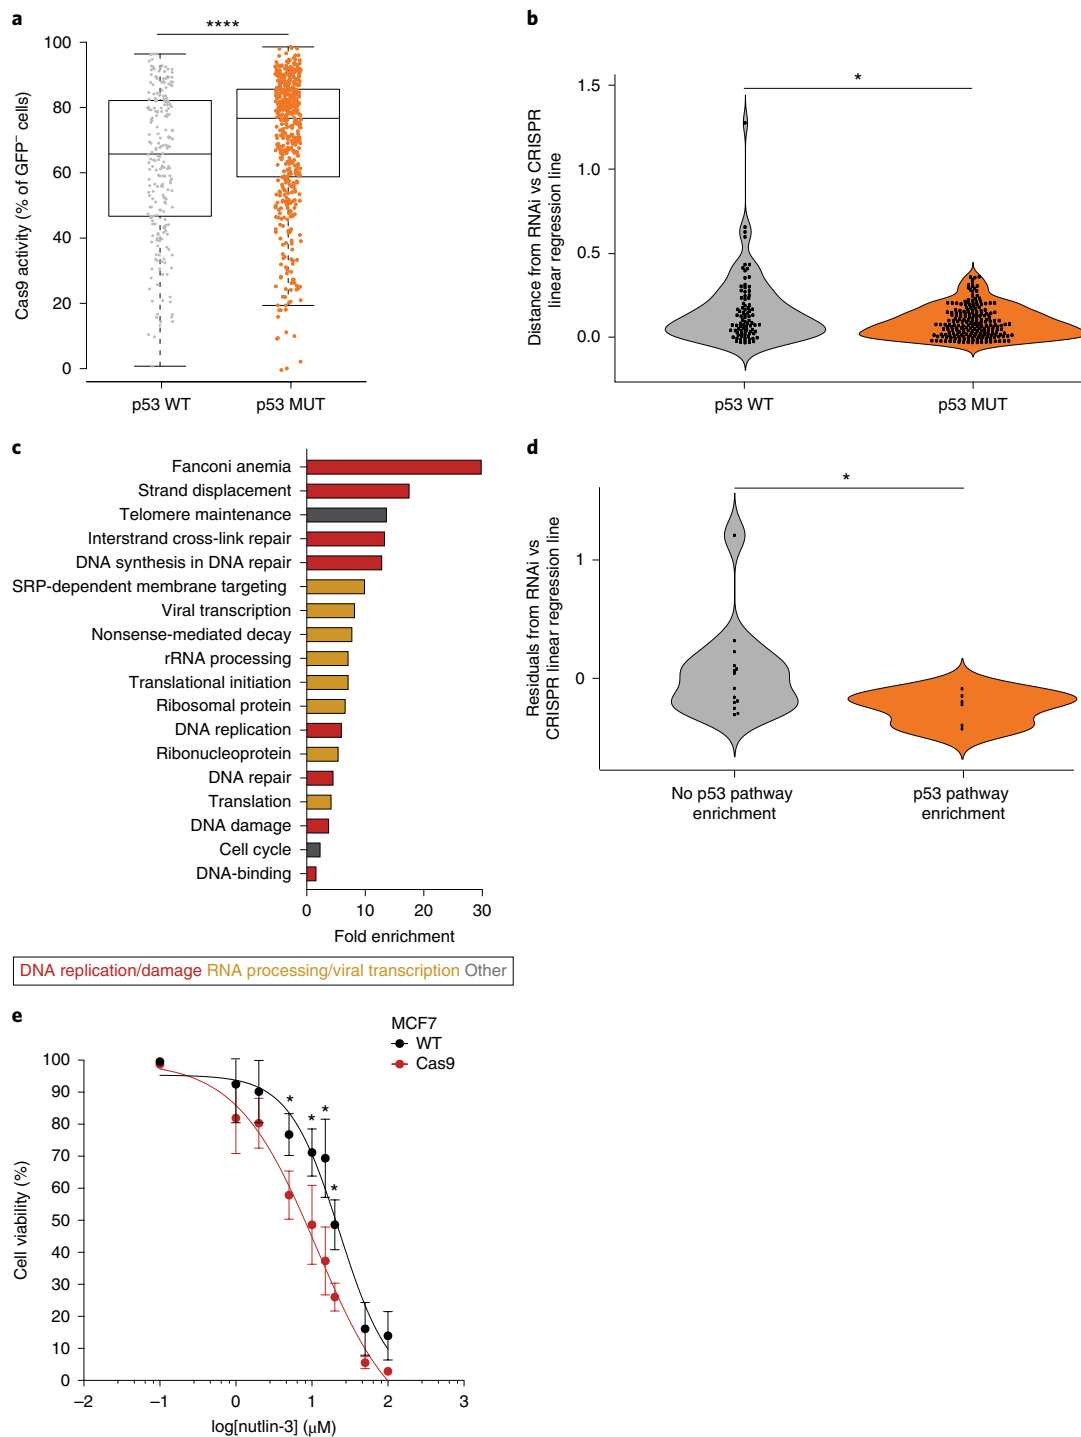 a
****
100
80
60
40
20
0
Cas9 activity (% of GFP⁻ cells)
p53 WT
p53 MUT
b
*
1.5
1.0
0.5
0.0
Distance from RNAi vs CRISPR
linear regression line
p53 WT
p53 MUT
c
Fanconi anemia
Strand displacement
Telomere maintenance
Interstrand cross-link repair
DNA synthesis in DNA repair
SRP-dependent membrane targeting
Viral transcription
Nonsense-mediated decay
rRNA processing
Translational initiation
Ribosomal protein
DNA replication
Ribonucleoprotein
DNA repair
Translation
DNA damage
Cell cycle
DNA-binding
0 10 20 30
Fold enrichment
DNA replication/damage RNA processing/viral transcription Other
d
*
1
0
Residuals from RNAi vs
CRISPR linear regression line
No p53 pathway
enrichment
p53 pathway
enrichment
e
MCF7
WT
Cas9
100
90
80
70
60
50
40
30
20
10
0
Cell viability (%)
* * * *
–2 –1 0 1 2 3
log[nutlin-3] (μM)